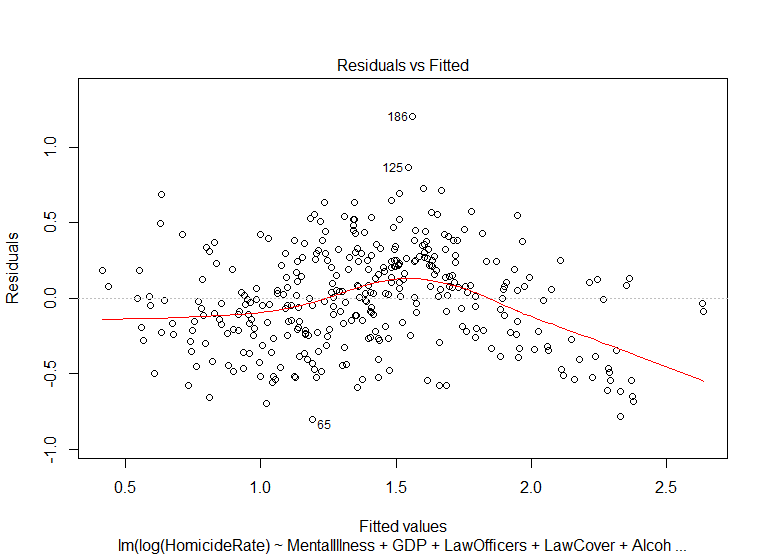 Residuals vs Fitted
186
125
65
1.0
0.5
0.0
-0.5
-1.0
Residuals
0.5 1.0 1.5 2.0 2.5
Fitted values
lm(log(HomicideRate) ~ MentalIllness + GDP + LawOfficers + LawCover + Alcoh ...